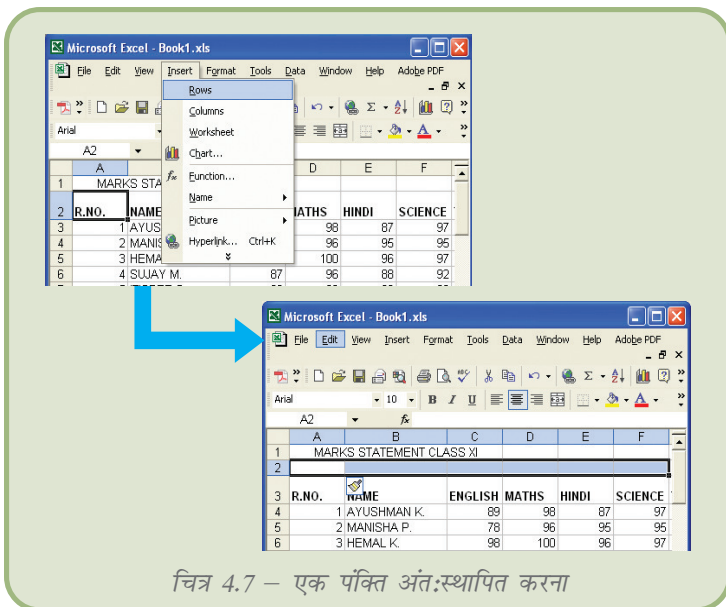 Microsoft Excel - Book1.xls
File Edit View Insert Format Tools Data Window Help Adobe PDF
Rows
Columns
Worksheet
Chart...
Function...
Name
Picture
Hyperlink... Ctrl+K
Arial
A2
A D E F
1 MARKS STA
2 R.NO. NAME MATHS HINDI SCIENCE
3 1 AYUS 98 87 97
4 2 MANIS 96 95 95
5 3 HEMA 100 96 97
6 4 SUJAY M. 87 96 88 92
Microsoft Excel - Book1.xls
File Edit View Insert Format Tools Data Window Help Adobe PDF
Arial 10 B I U
A2 fx
A B C D E F
1 MARKS STATEMENT CLASS XI
2
3 R.NO. NAME ENGLISH MATHS HINDI SCIENCE
4 1 AYUSHMAN K. 89 98 87 97
5 2 MANISHA P. 78 96 95 95
6 3 HEMAL K. 98 100 96 97
चित्र 4.7 – एक पंक्ति अंत:स्थापित करना